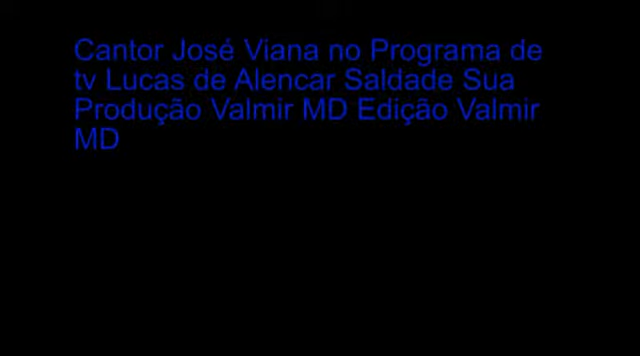 Cantor José Viana no Programa de
tv Lucas de Alencar Saldade Sua
Produção Valmir MD Edição Valmir
MD